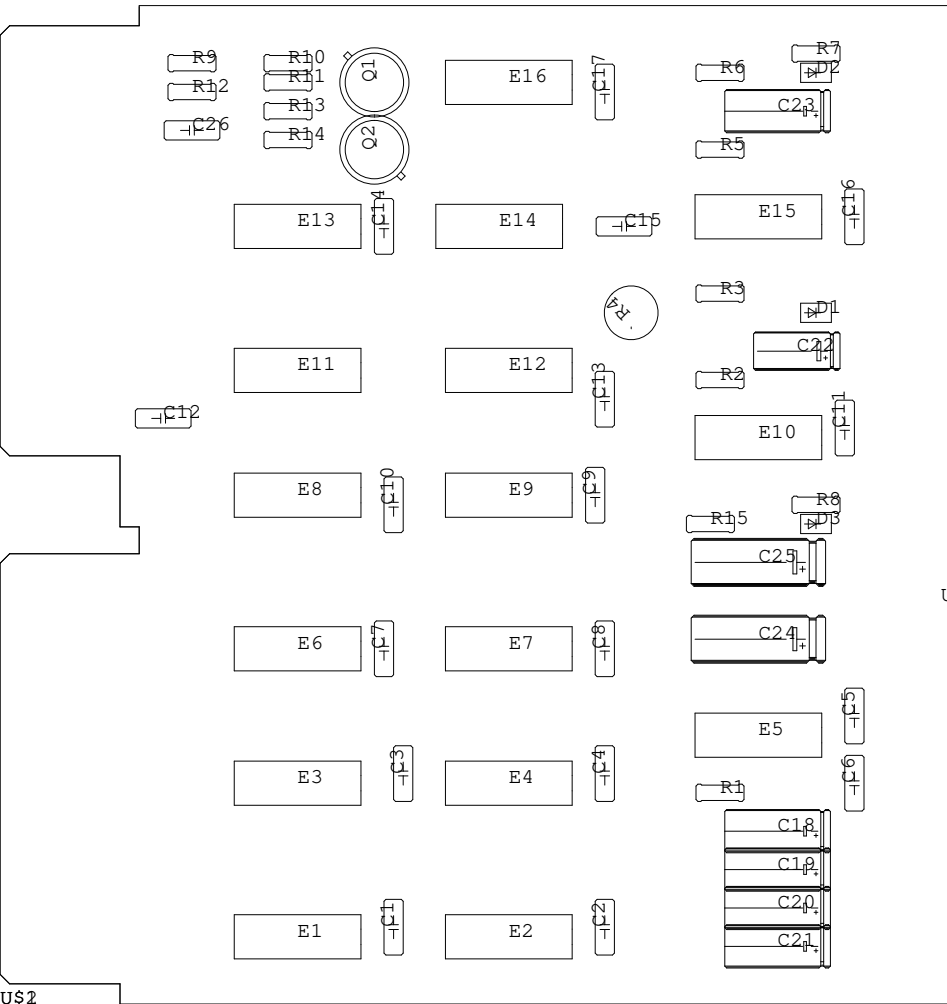 R9 R10 Q1 E16 C17 R6 R7
R12 R11 D2
R13 C23
C26 R14 Q2 R5
E13 C14 E14 C15 E15 C16
R3
R4 D1
C22
E11 E12 C13 R2
C12 E10 C11
E8 C10 E9 C9 R8
R15 D3
C25
U
E6 C7 E7 C8 C24
E5 C5
E3 C3 E4 C4 R1 C6
C18
C19
C20
E1 C1 E2 C2 C21